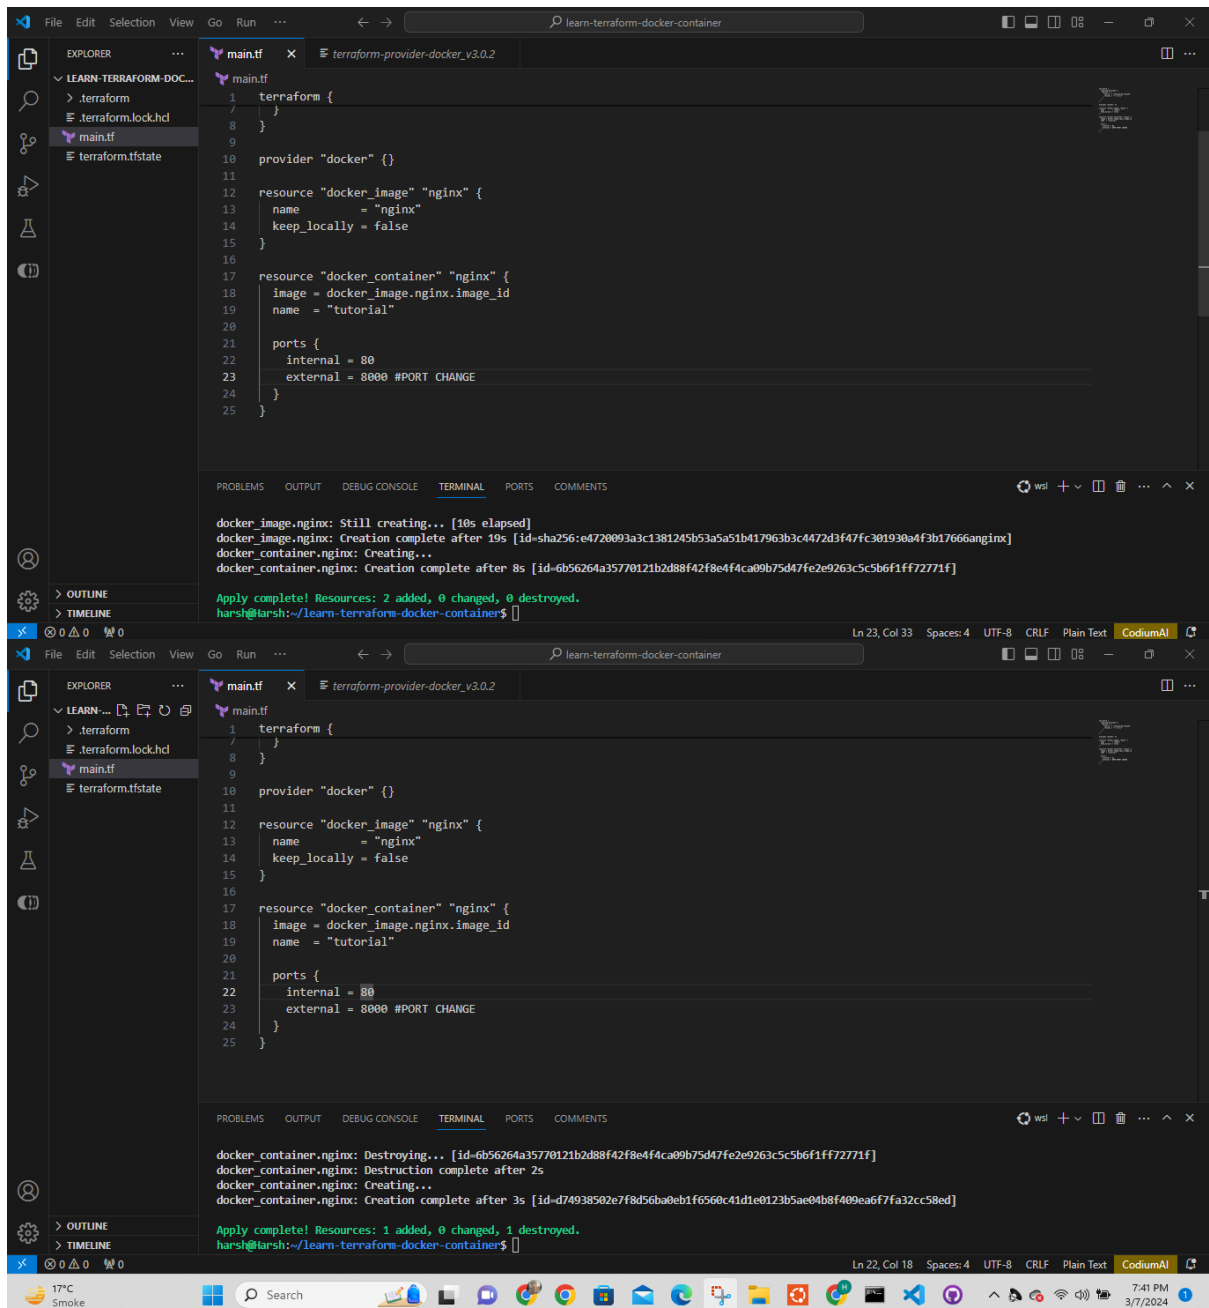 File Edit Selection View Go Run ··· learn-terraform-docker-container
EXPLORER ··· main.tf terraform-provider-docker_v3.0.2
LEARN-TERRAFORM-DOC... main.tf
.terraform
.terraform.lock.hcl
main.tf
terraform.tfstate
1 terraform {
7 }
8 }
9
10 provider "docker" {}
11
12 resource "docker_image" "nginx" {
13 name = "nginx"
14 keep_locally = false
15 }
16
17 resource "docker_container" "nginx" {
18 image = docker_image.nginx.image_id
19 name = "tutorial"
20
21 ports {
22 internal = 80
23 external = 8000 #PORT CHANGE
24 }
25 }
PROBLEMS OUTPUT DEBUG CONSOLE TERMINAL PORTS COMMENTS wsl
docker_image.nginx: Still creating... [10s elapsed]
docker_image.nginx: Creation complete after 19s [id=sha256:e4720093a3c1381245b53a5a51b417963b3c4472d3f47fc301930a4f3b17666anginx]
docker_container.nginx: Creating...
docker_container.nginx: Creation complete after 8s [id=6b56264a35770121b2d88f42f8e4f4ca09b75d47fe2e9263c5c5b6f1ff72771f]
Apply complete! Resources: 2 added, 0 changed, 0 destroyed.
harsh@Harsh:~/learn-terraform-docker-container$
OUTLINE
TIMELINE
0 0 0 Ln 23, Col 33 Spaces: 4 UTF-8 CRLF Plain Text CodiumAI
File Edit Selection View Go Run ··· learn-terraform-docker-container
EXPLORER ··· main.tf terraform-provider-docker_v3.0.2
LEARN-... main.tf
.terraform
.terraform.lock.hcl
main.tf
terraform.tfstate
1 terraform {
7 }
8 }
9
10 provider "docker" {}
11
12 resource "docker_image" "nginx" {
13 name = "nginx"
14 keep_locally = false
15 }
16
17 resource "docker_container" "nginx" {
18 image = docker_image.nginx.image_id
19 name = "tutorial"
20
21 ports {
22 internal = 80
23 external = 8000 #PORT CHANGE
24 }
25 }
PROBLEMS OUTPUT DEBUG CONSOLE TERMINAL PORTS COMMENTS wsl
docker_container.nginx: Destroying... [id=6b56264a35770121b2d88f42f8e4f4ca09b75d47fe2e9263c5c5b6f1ff72771f]
docker_container.nginx: Destruction complete after 2s
docker_container.nginx: Creating...
docker_container.nginx: Creation complete after 3s [id=d74938502e7f8d56ba0eb1f6560c41d1e0123b5ae04b8f409ea6f7fa32cc58ed]
Apply complete! Resources: 1 added, 0 changed, 1 destroyed.
harsh@Harsh:~/learn-terraform-docker-container$
OUTLINE
TIMELINE
0 0 0 Ln 22, Col 18 Spaces: 4 UTF-8 CRLF Plain Text CodiumAI
17°C
Smoke
Search
7:41 PM
3/7/2024
1